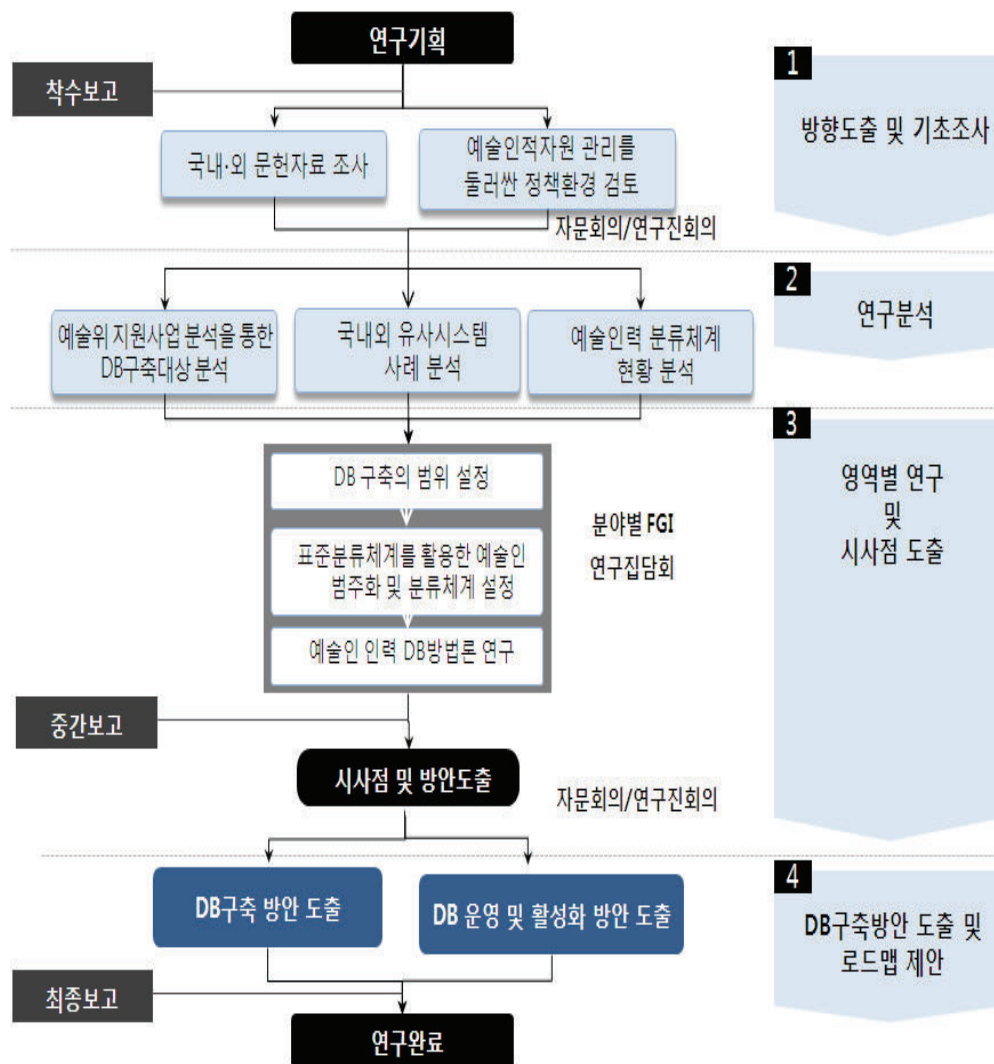 연구기획
착수보고
1
방향도출 및 기초조사
국내·외 문헌자료 조사
예술인적자원 관리를
둘러싼 정책환경 검토
자문회의/연구진회의
2
연구분석
예술위 지원사업 분석을 통한
DB구축대상 분석
국내외 유사시스템
사례 분석
예술인력 분류체계
현황 분석
3
영역별 연구
및
시사점 도출
DB 구축의 범위 설정
표준분류체계를 활용한 예술인
범주화 및 분류체계 설정
예술인 인력 DB방법론 연구
분야별 FGI
연구집담회
중간보고
시사점 및 방안도출
자문회의/연구진회의
4
DB구축방안 도출 및
로드맵 제안
DB구축 방안 도출
DB 운영 및 활성화 방안 도출
최종보고
연구완료